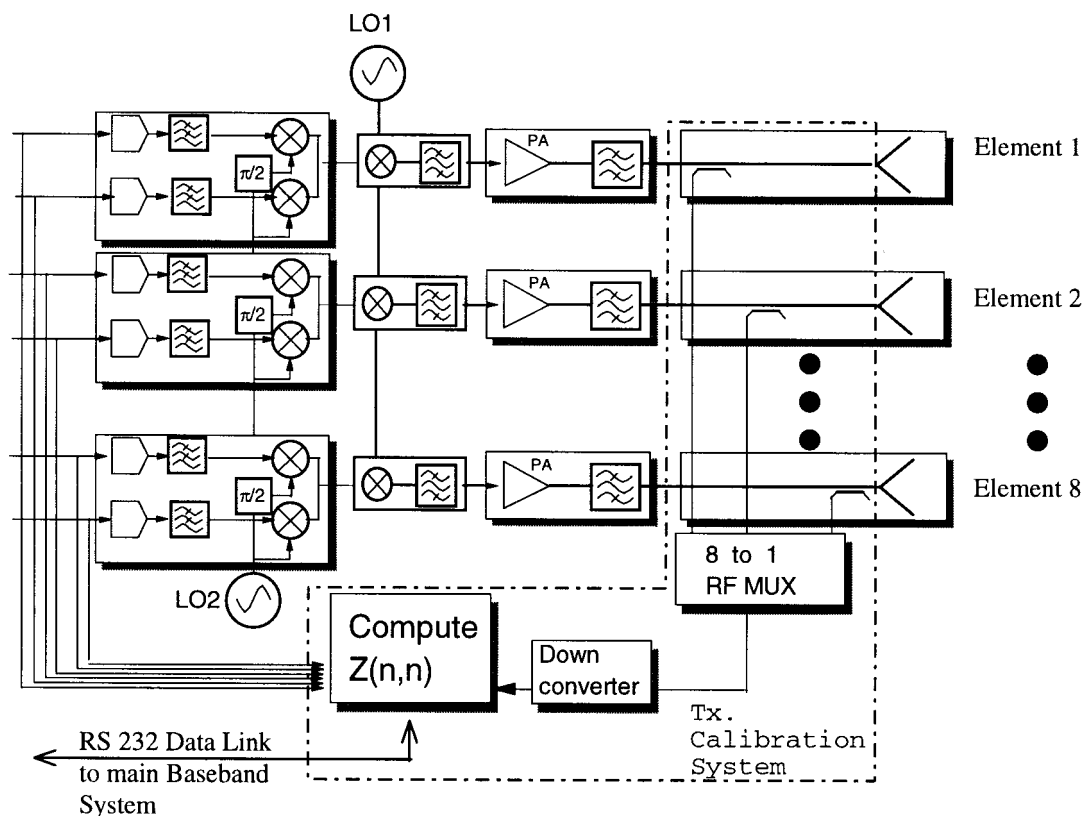 LO1
PA
π/2
Element 1
PA
π/2
Element 2
PA
π/2
Element 8
8 to 1
RF MUX
LO2
Compute
Z(n,n)
Down
converter
Tx.
Calibration
System
RS 232 Data Link
to main Baseband
System